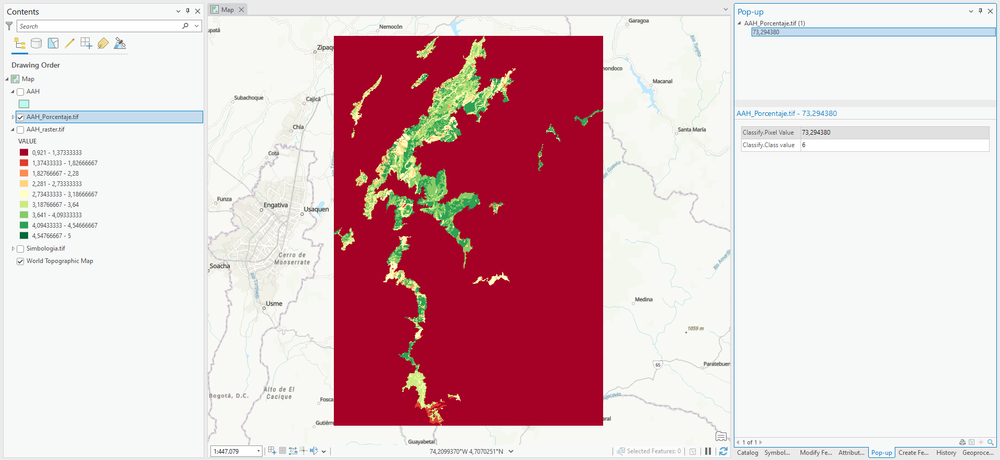 Contents
Search
Drawing Order
Map
AAH
AAH_Porcentaje.tif
AAH_raster.tif
VALUE
0,921 - 1,37333333
1,37433333 - 1,82666667
1,82766667 - 2,28
2,281 - 2,73333333
2,73433333 - 3,18666667
3,18766667 - 3,64
3,641 - 4,09333333
4,09433333 - 4,54666667
4,54766667 - 5
Simbologia.tif
World Topographic Map
Map
upatá
Nemocón
Garagoa
Zipaq
Río Tunjita
hondoco
Macanal
Subachoque
Cajicá
Chía
Santa María
Cota
Río Guavio
Funza
Engativa
Usaquen
Cerro de
Monserrate
Soacha
Río Tunjuelo
Río Amarillo
Usme
Medina
1059 m
65
Paratebuen
Alto de El
Cacique
Bogotá, D.C.
Fosca
Guacavía
Gutiérre
aral
Guayabetal
1:447.079
74,2099370°W 4,7070251°N
Selected Features: 0
Pop-up
AAH_Porcentaje.tif (1)
73,294380
AAH_Porcentaje.tif - 73,294380
Classify.Pixel Value 73,294380
Classify.Class value 6
1 of 1
Catalog Symbol... Modify Fe... Attribut... Pop-up Create Fe... History Geoproce...